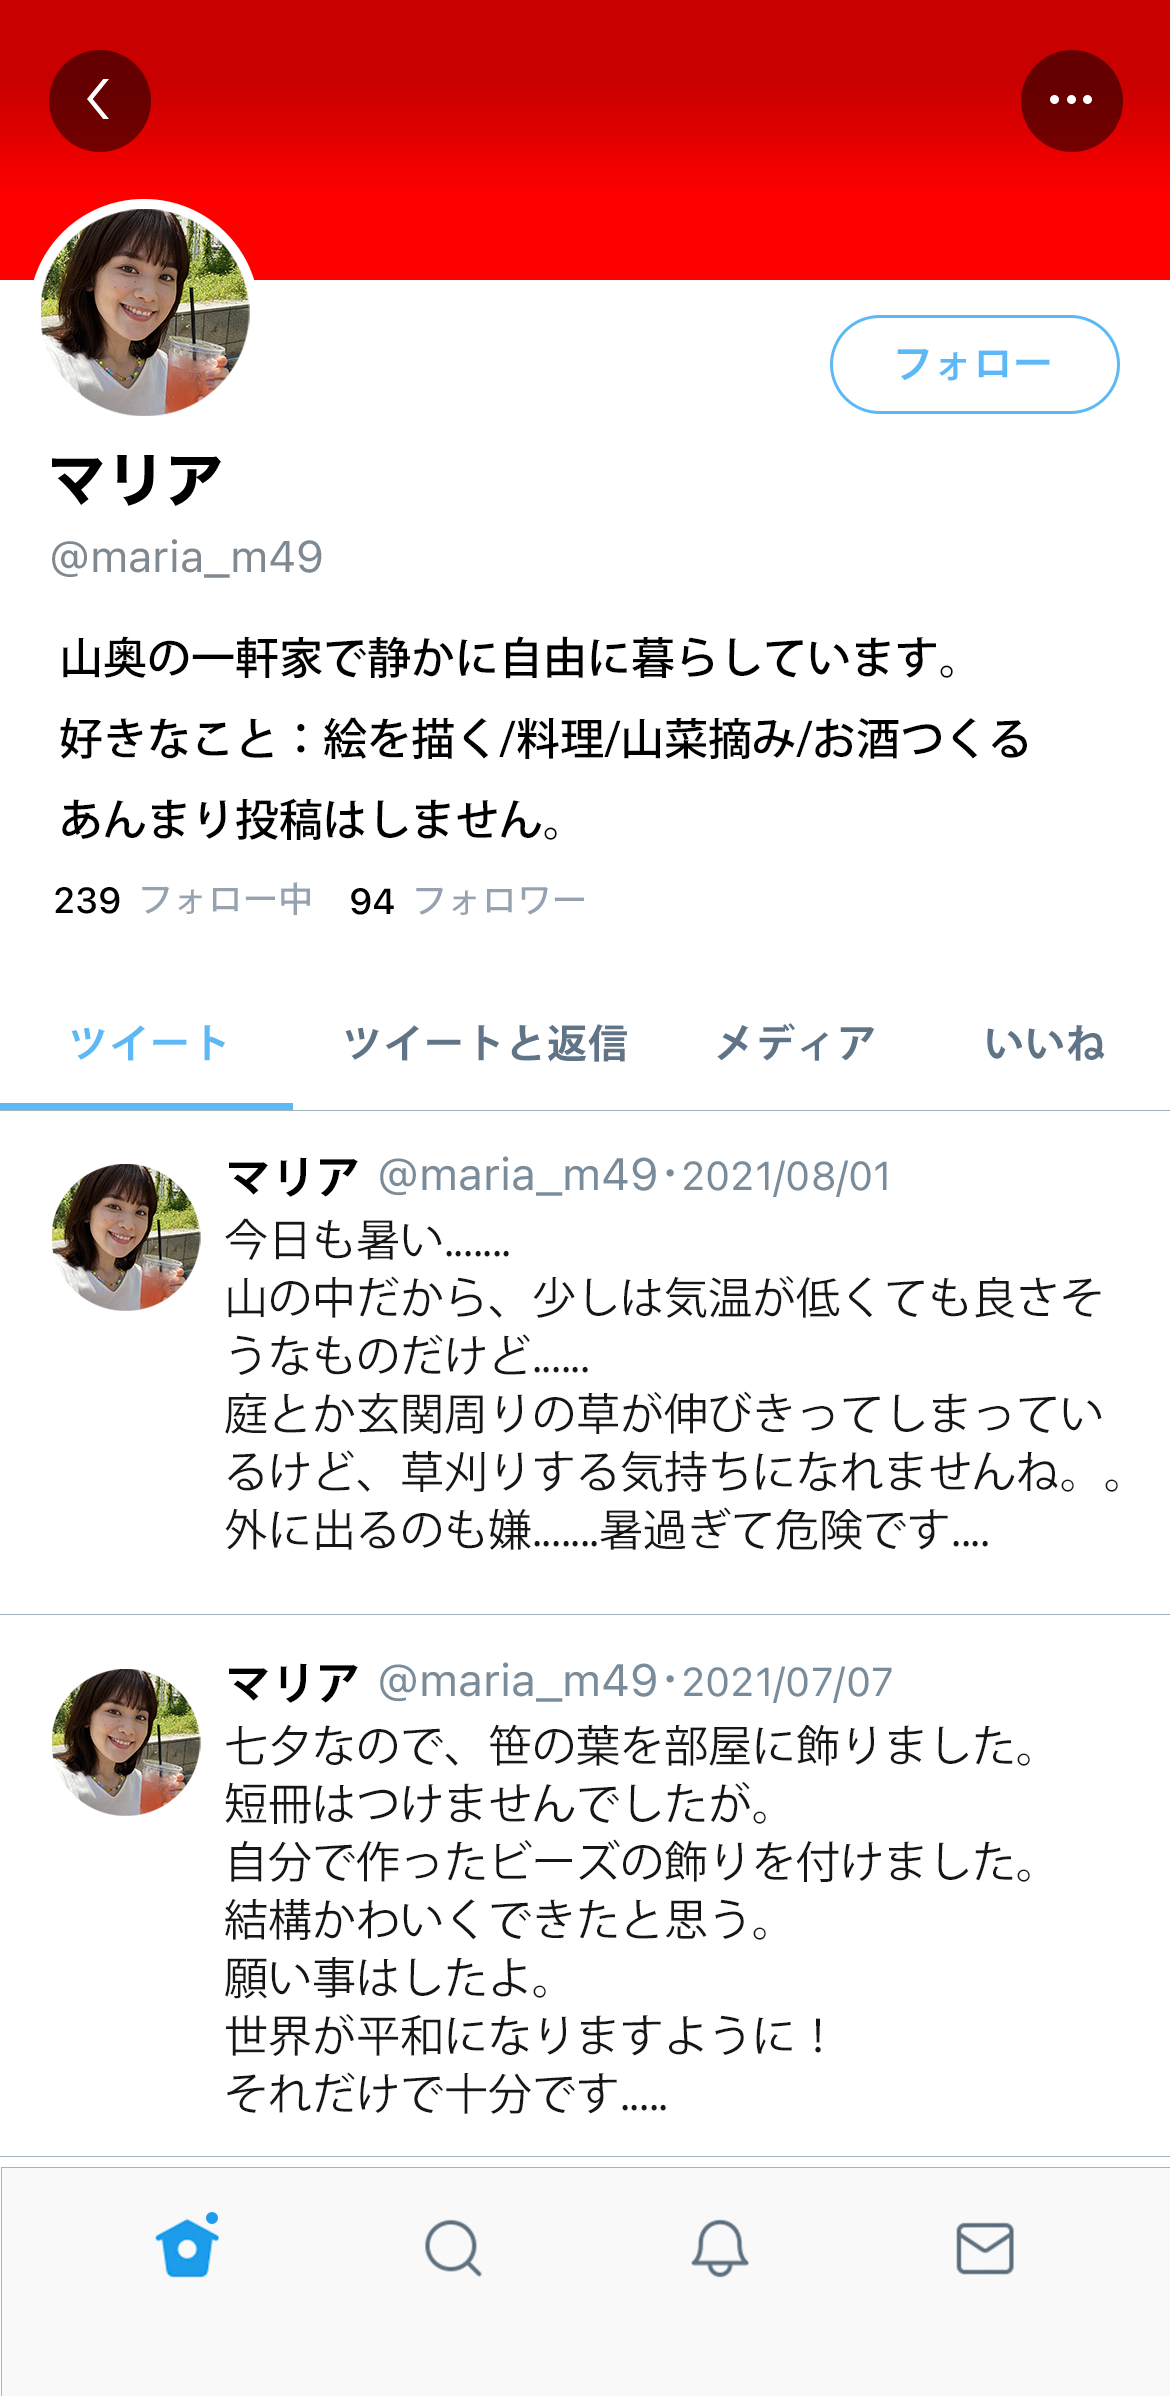 フォロー
マリア
@maria_m49
山奥の一軒家で静かに自由に暮らしています。
好きなこと：絵を描く/料理/山菜摘み/お酒つくる
あんまり投稿はしません。
239 フォロー中 94 フォロワー
ツイート ツイートと返信 メディア いいね
マリア @maria_m49・2021/08/01
今日も暑い.......
山の中だから、少しは気温が低くても良さそ
うなものだけど......
庭とか玄関周りの草が伸びきってしまってい
るけど、草刈りする気持ちになれませんね。。
外に出るのも嫌.......暑過ぎて危険です....
マリア @maria_m49・2021/07/07
七夕なので、笹の葉を部屋に飾りました。
短冊はつけませんでしたが。
自分で作ったビーズの飾りを付けました。
結構かわいくできたと思う。
願い事はしたよ。
世界が平和になりますように！
それだけで十分です.....